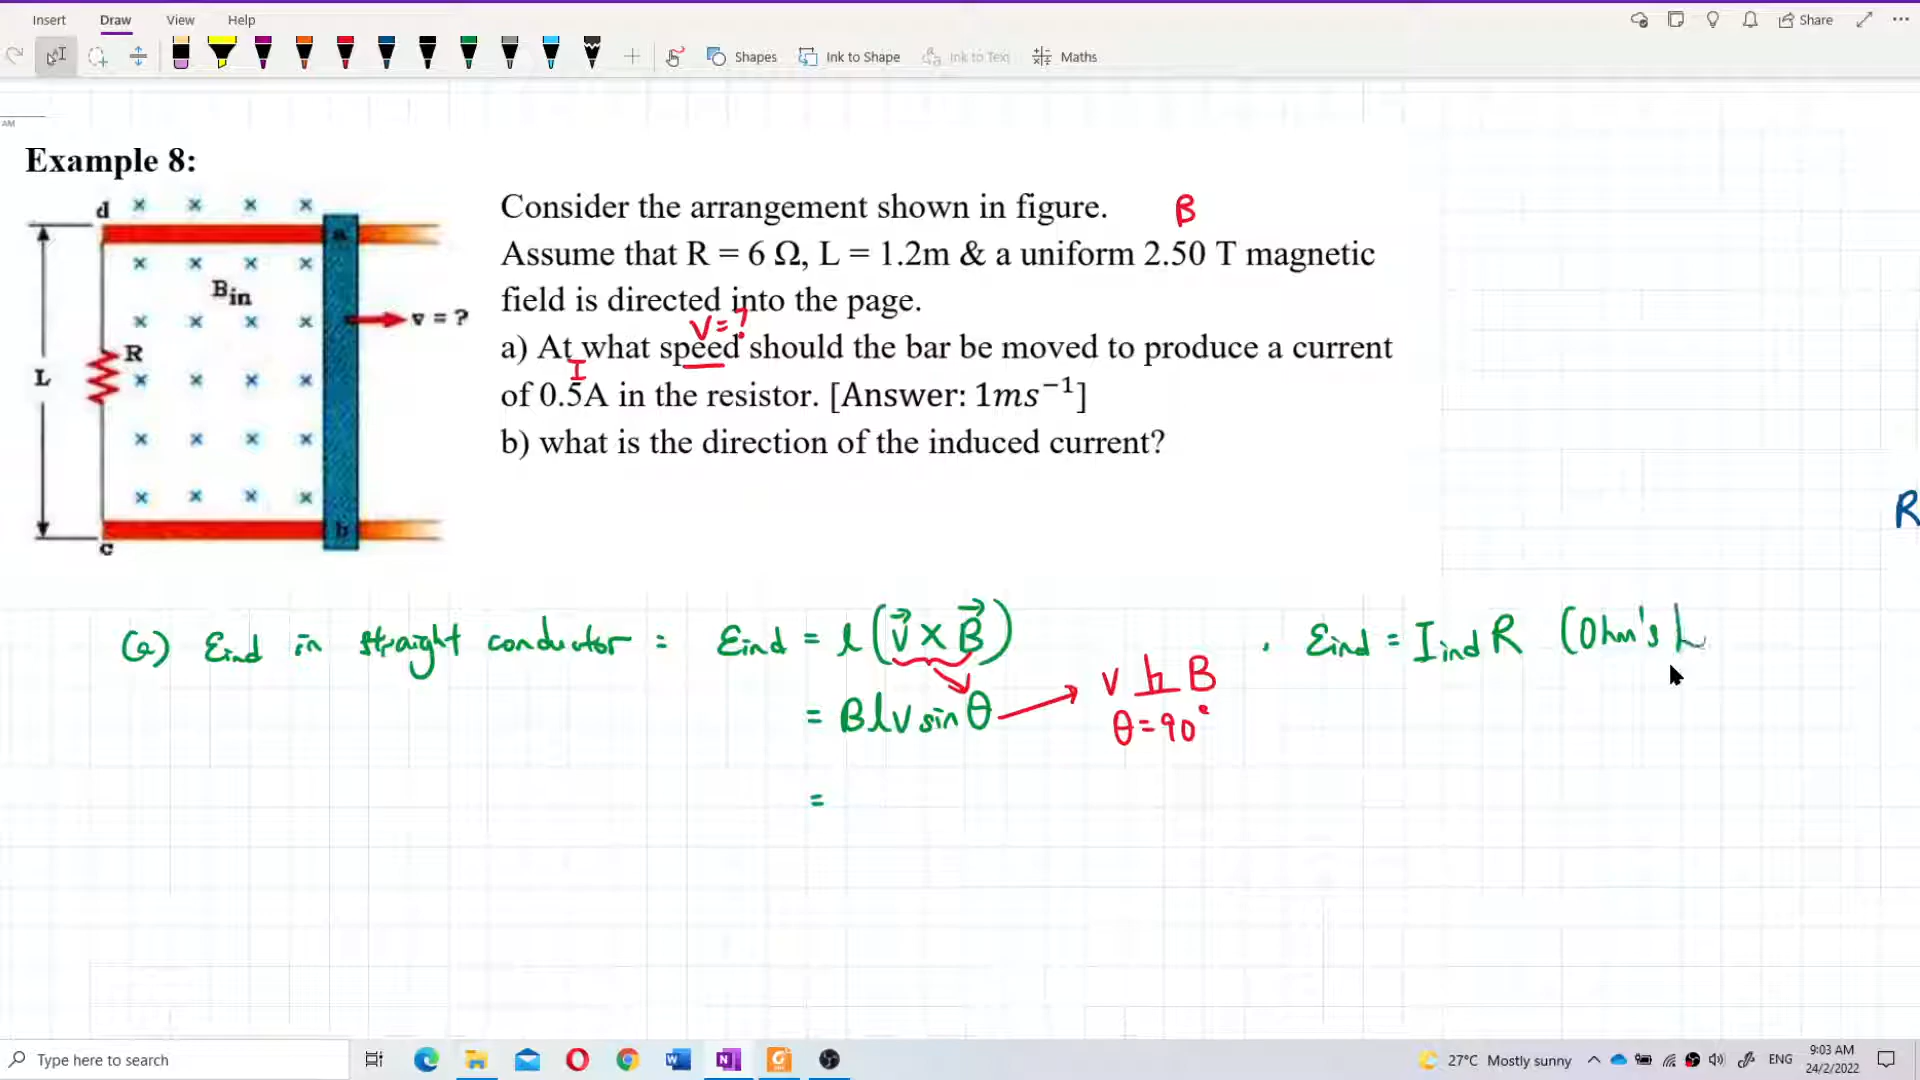 Insert Draw View Help
Share
Shapes Ink to Shape Ink to Text Maths
AM
Example 8:
d
a
B in
v = ?
R
L
b
c
Consider the arrangement shown in figure.
B
Assume that R = 6 Ω, L = 1.2m & a uniform 2.50 T magnetic
field is directed into the page.
V = ?
a) At what speed should the bar be moved to produce a current
I
of 0.5A in the resistor. [Answer: 1ms⁻¹]
b) what is the direction of the induced current?
R
(a) Eind in straight conductor = Eind = l (v⃗ × B⃗) , Eind = Iind R (Ohm's L
= Blv sin θ
v ⊥ B
θ = 90°
=
Type here to search
27°C Mostly sunny
ENG
9:03 AM
24/2/2022